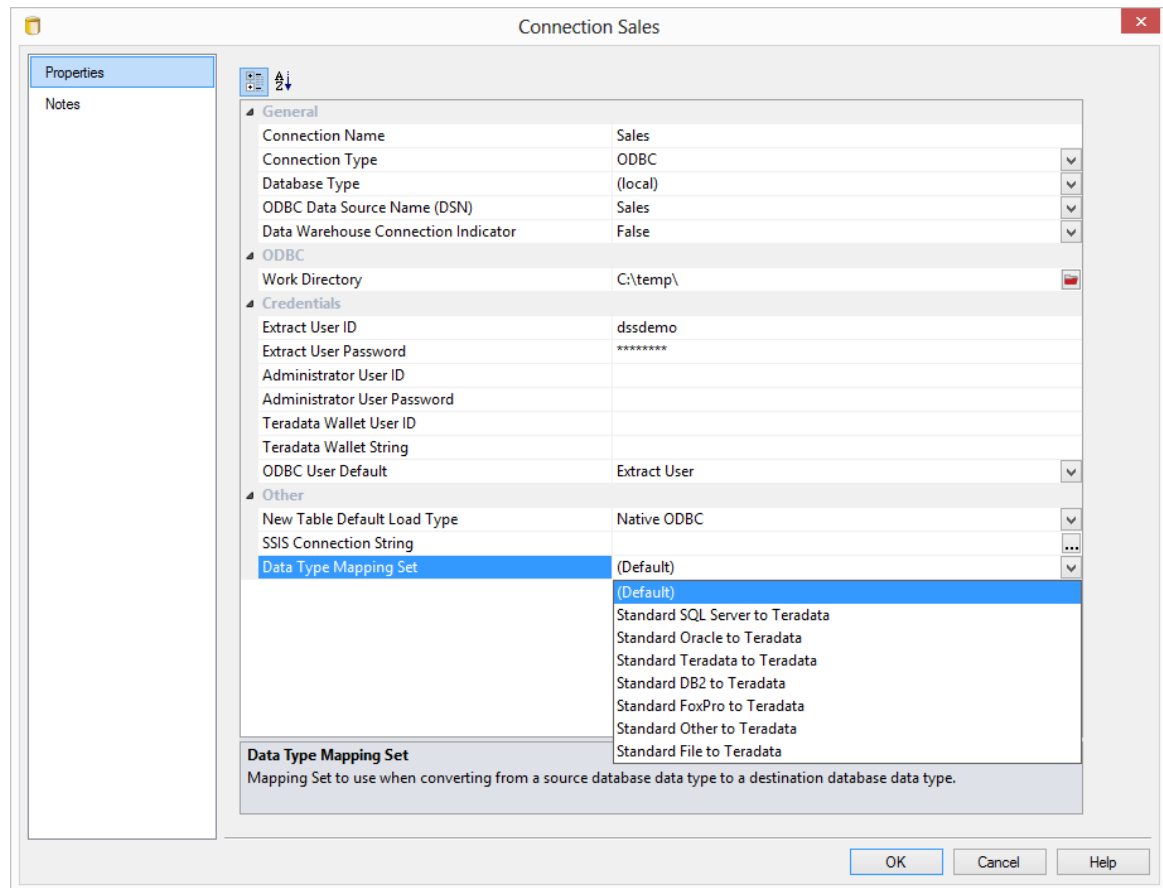 Connection Sales
Properties
Notes
General
Connection Name Sales
Connection Type ODBC
Database Type (local)
ODBC Data Source Name (DSN) Sales
Data Warehouse Connection Indicator False
ODBC
Work Directory C:\temp\
Credentials
Extract User ID dssdemo
Extract User Password ********
Administrator User ID
Administrator User Password
Teradata Wallet User ID
Teradata Wallet String
ODBC User Default Extract User
Other
New Table Default Load Type Native ODBC
SSIS Connection String ...
Data Type Mapping Set (Default)
(Default)
Standard SQL Server to Teradata
Standard Oracle to Teradata
Standard Teradata to Teradata
Standard DB2 to Teradata
Standard FoxPro to Teradata
Standard Other to Teradata
Standard File to Teradata
Data Type Mapping Set
Mapping Set to use when converting from a source database data type to a destination database data type.
OK Cancel Help